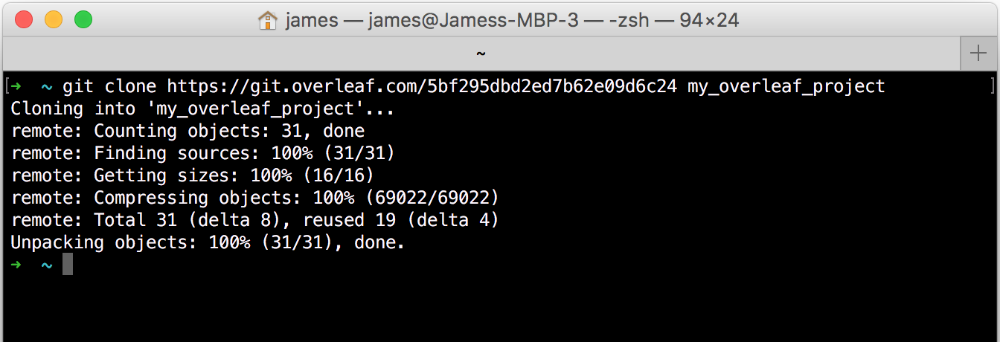 james — james@Jamess-MBP-3 — -zsh — 94×24
~
[➜  ~ git clone https://git.overleaf.com/5bf295dbd2ed7b62e09d6c24 my_overleaf_project ]
Cloning into 'my_overleaf_project'...
remote: Counting objects: 31, done
remote: Finding sources: 100% (31/31)
remote: Getting sizes: 100% (16/16)
remote: Compressing objects: 100% (69022/69022)
remote: Total 31 (delta 8), reused 19 (delta 4)
Unpacking objects: 100% (31/31), done.
➜  ~